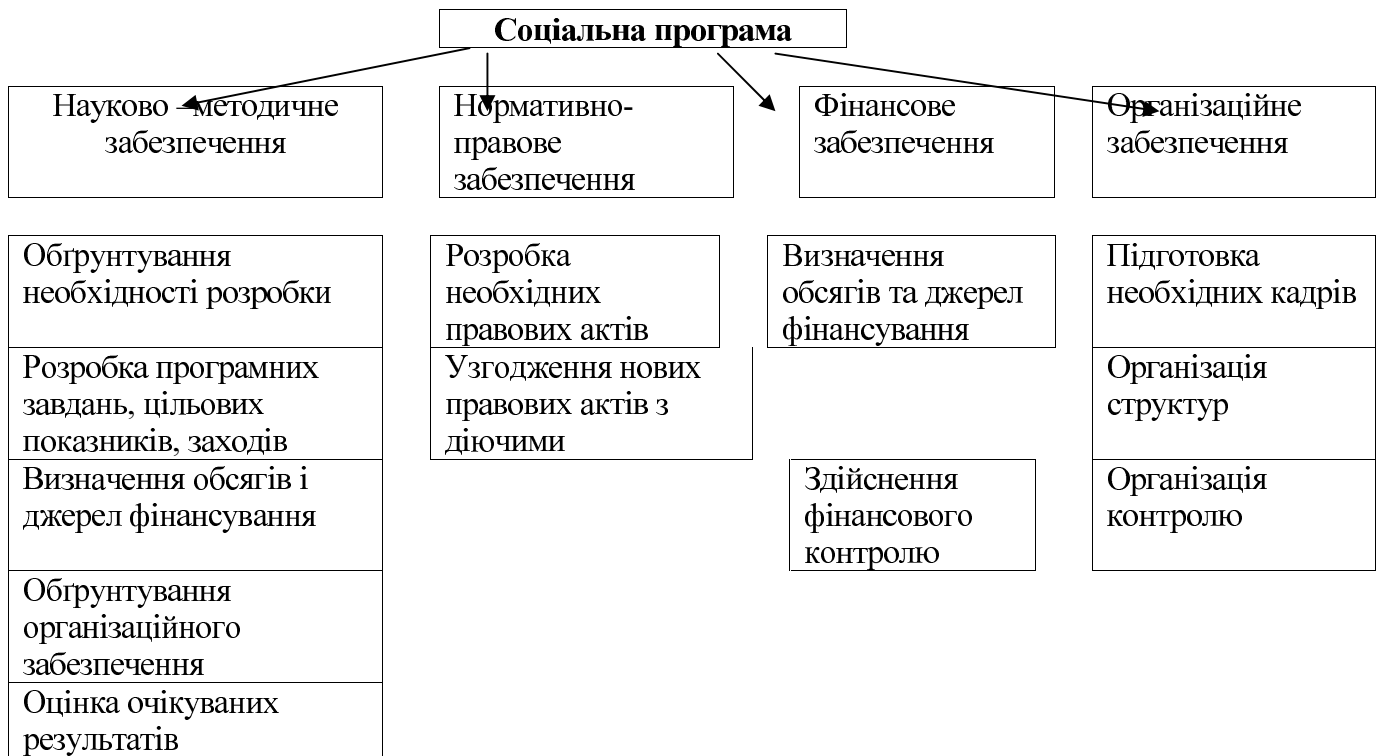 Соціальна програма
Науково –методичне
забезпечення
Нормативно-
правове
забезпечення
Фінансове
забезпечення
Організаційне
забезпечення
Обґрунтування
необхідності розробки
Розробка програмних
завдань, цільових
показників, заходів
Визначення обсягів і
джерел фінансування
Обґрунтування
організаційного
забезпечення
Оцінка очікуваних
результатів
Розробка
необхідних
правових актів
Узгодження нових
правових актів з
діючими
Визначення
обсягів та джерел
фінансування
Здійснення
фінансового
контролю
Підготовка
необхідних кадрів
Організація
структур
Організація
контролю